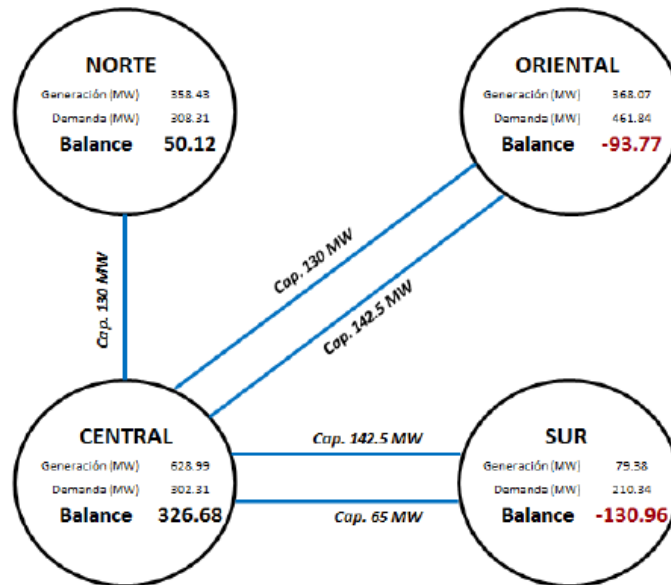 NORTE
Generación (MW) 358.43
Demanda (MW) 308.31
Balance 50.12
ORIENTAL
Generación (MW) 368.07
Demanda (MW) 461.84
Balance -93.77
Cap. 130 MW
Cap. 130 MW
Cap. 142.5 MW
CENTRAL
Generación (MW) 628.99
Demanda (MW) 302.31
Balance 326.68
Cap. 142.5 MW
Cap. 65 MW
SUR
Generación (MW) 79.38
Demanda (MW) 210.34
Balance -130.96